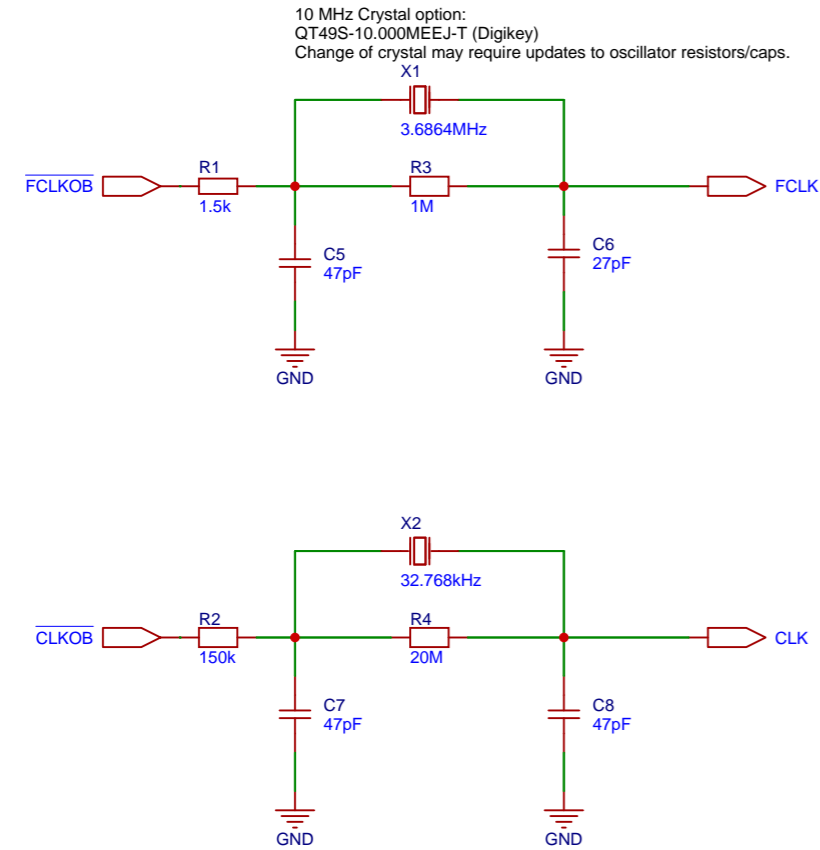 10 MHz Crystal option:
QT49S-10.000MEEJ-T (Digikey)
Change of crystal may require updates to oscillator resistors/caps.
X1
3.6864MHz
FCLKOB
R1
1.5k
R3
1M
FCLK
C5
47pF
C6
27pF
GND
GND
X2
32.768kHz
CLKOB
R2
150k
R4
20M
CLK
C7
47pF
C8
47pF
GND
GND